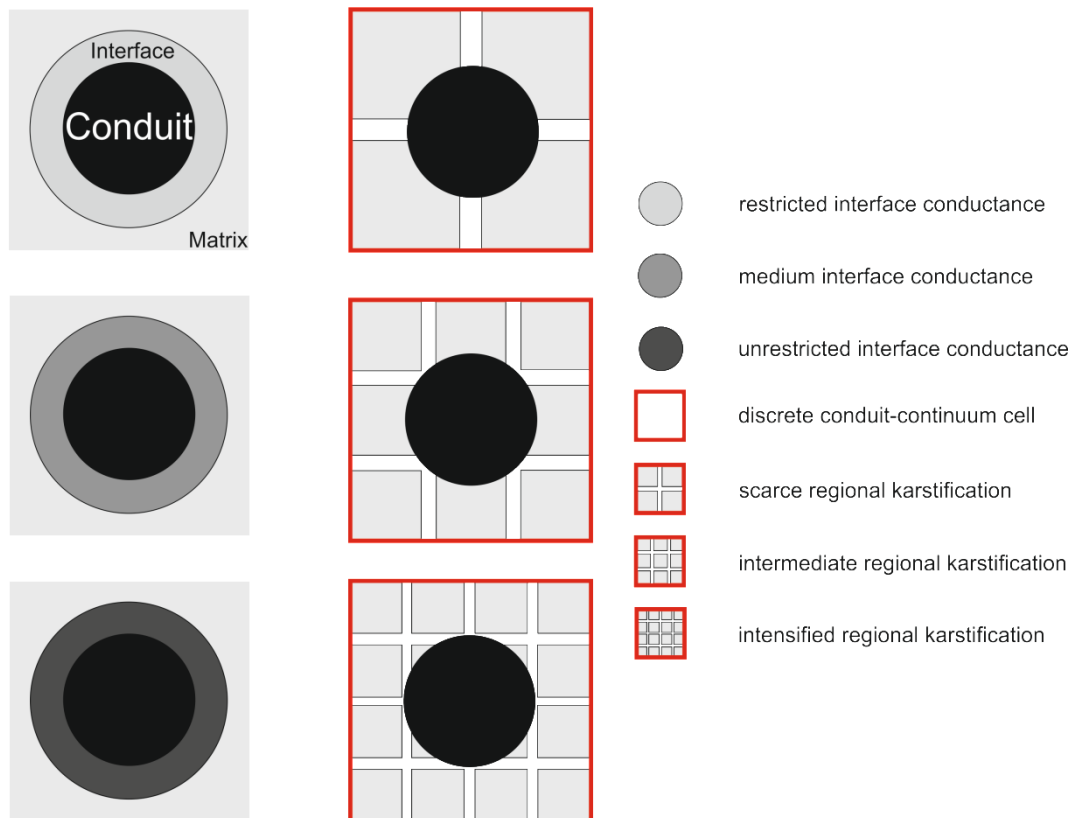 Interface
Conduit
Matrix
restricted interface conductance
medium interface conductance
unrestricted interface conductance
discrete conduit-continuum cell
scarce regional karstification
intermediate regional karstification
intensified regional karstification